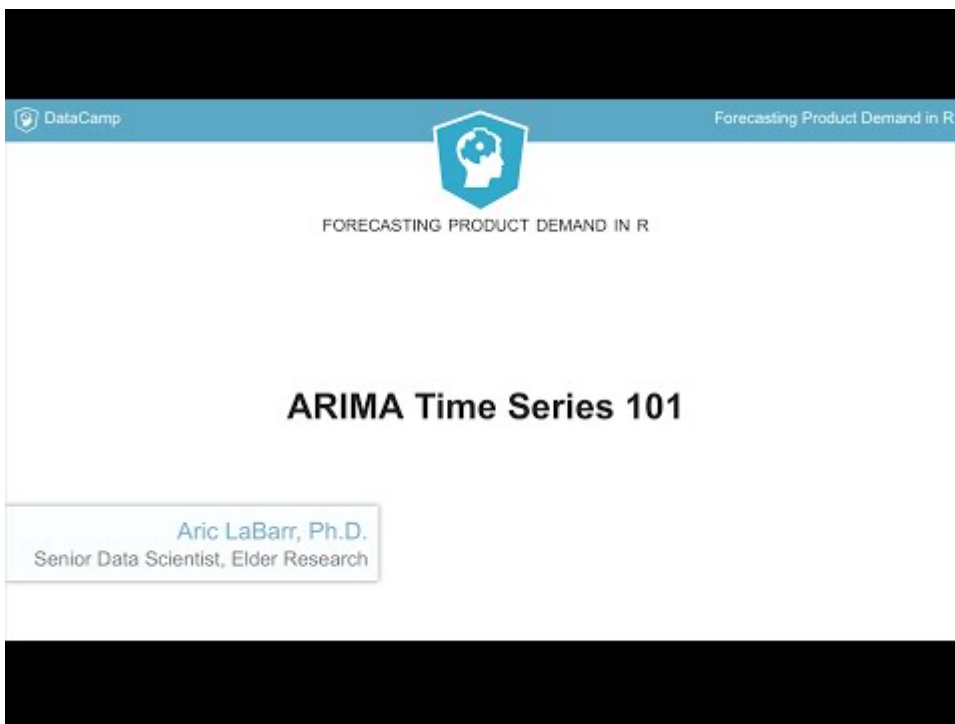 DataCamp
Forecasting Product Demand in R
FORECASTING PRODUCT DEMAND IN R
ARIMA Time Series 101
Aric LaBarr, Ph.D.
Senior Data Scientist, Elder Research